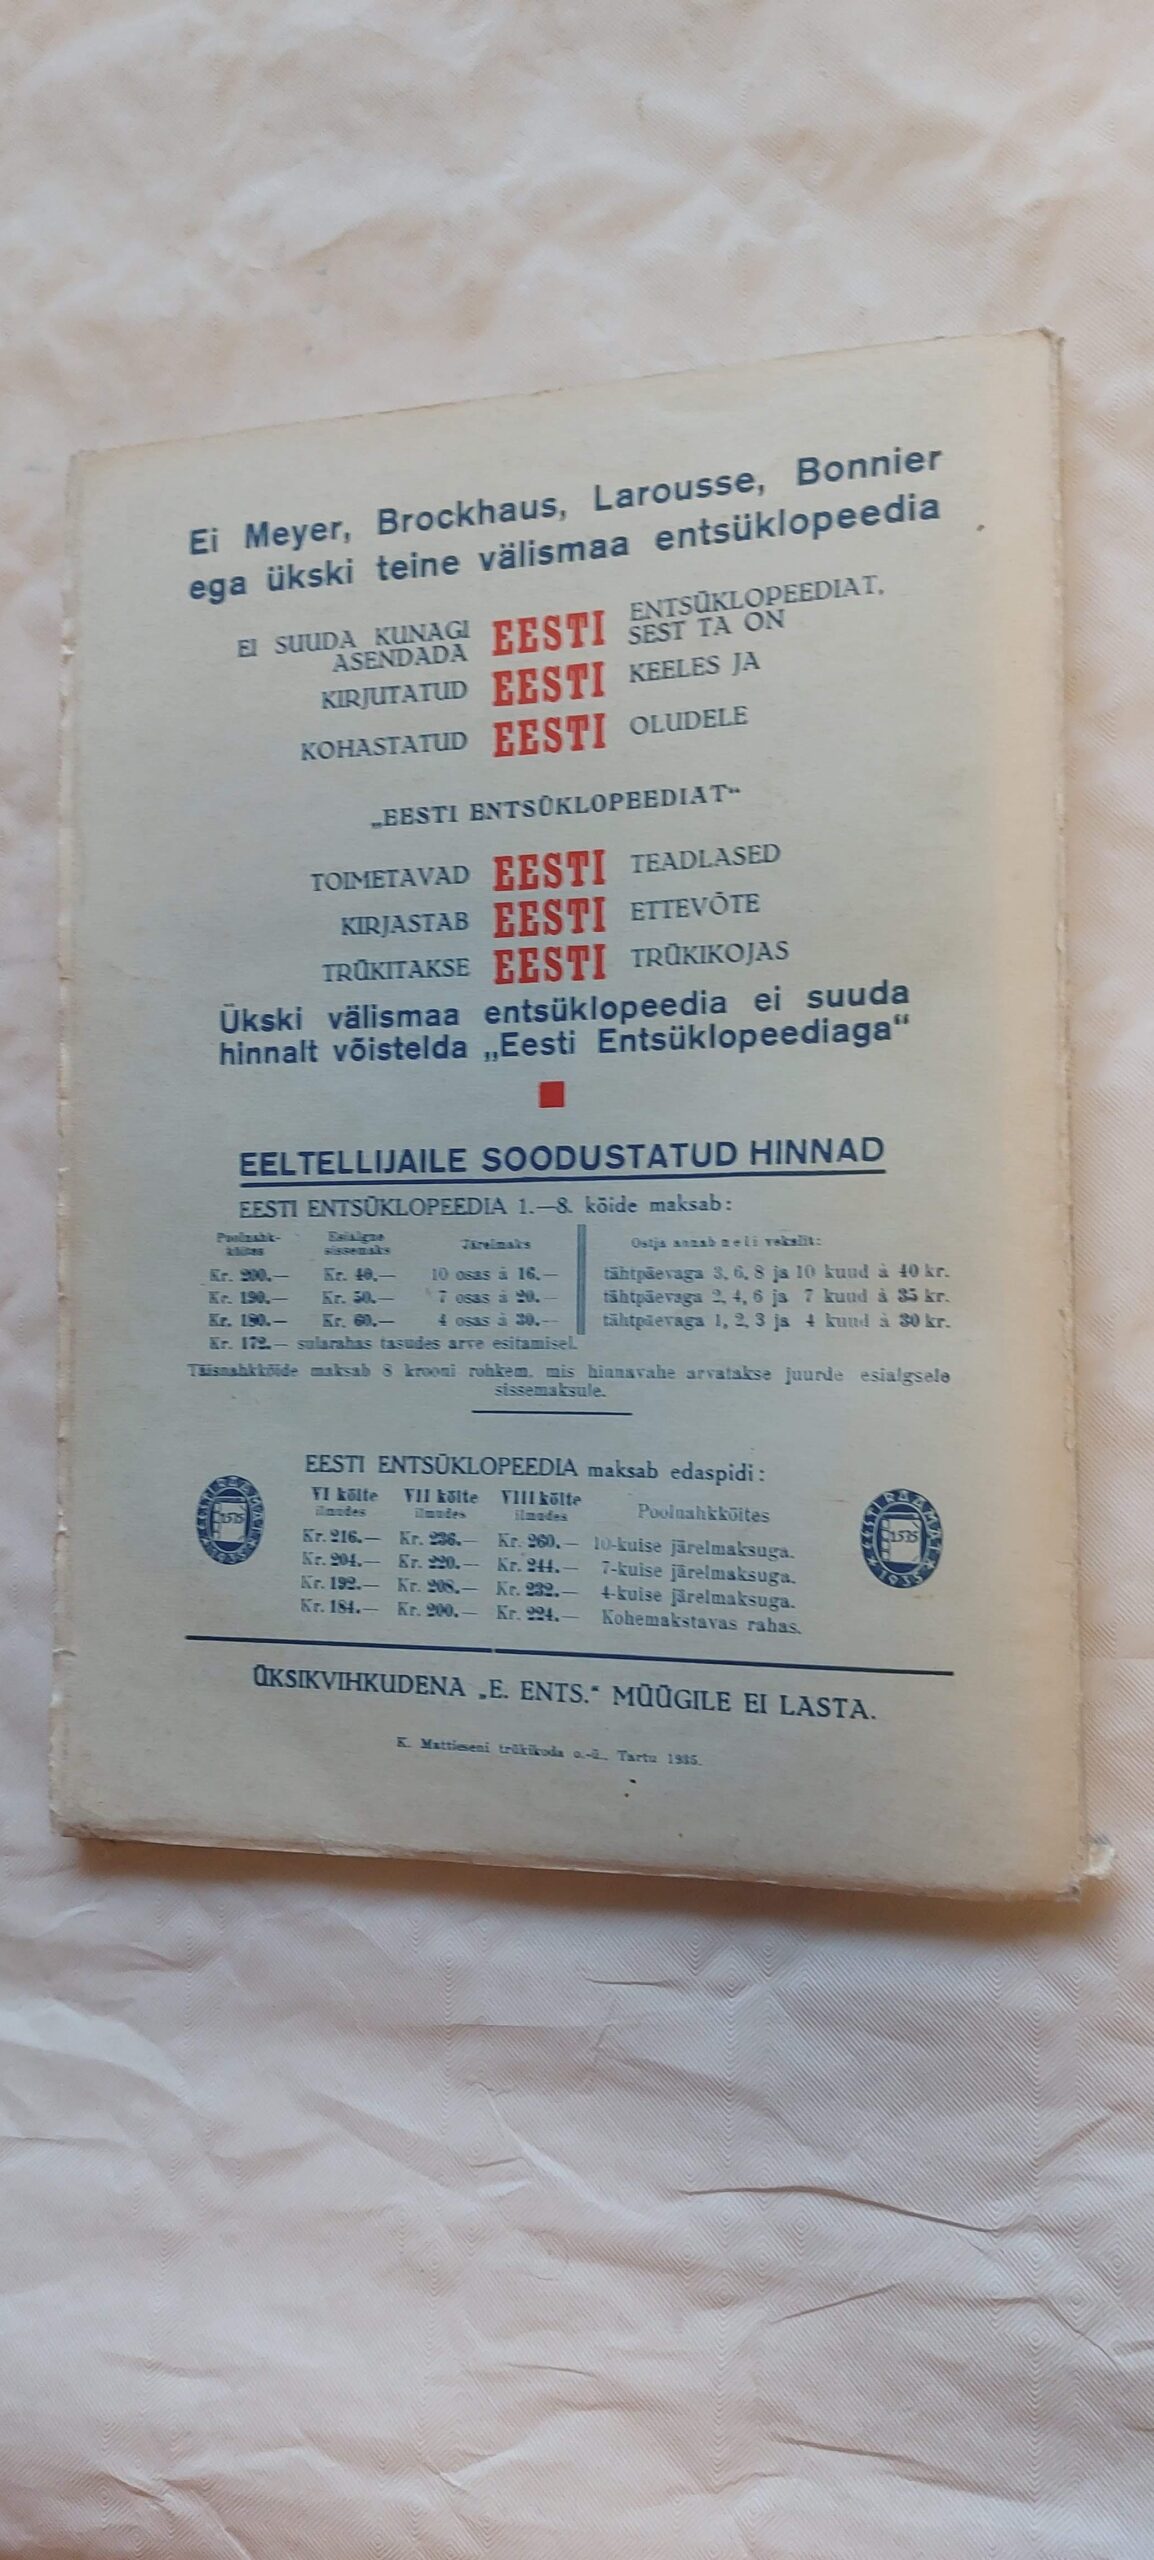 Ei Meyer, Brockhaus, Larousse, Bonnier
ega ükski teine välismaa entsüklopeedia
EI SUUDA KUNAGI ASENDADA EESTI ENTSÜKLOPEEDIAT, SEST TA ON
KIRJUTATUD EESTI KEELES JA
KOHASTATUD EESTI OLUDELE
„EESTI ENTSÜKLOPEEDIAT“
TOIMETAVAD EESTI TEADLASED
KIRJASTAB EESTI ETTEVÕTE
TRÜKITAKSE EESTI TRÜKIKOJAS
Ükski välismaa entsüklopeedia ei suuda
hinnalt võistelda „Eesti Entsüklopeediaga“
EELTELLIJAILE SOODUSTATUD HINNAD
EESTI ENTSÜKLOPEEDIA 1.—8. köide maksab:
Poolnahk-köites Esialgne sissemaks Järelmaks Ostja annab neli vekslit:
Kr. 200.— Kr. 40.— 10 osas à 16.— tähtpäevaga 3, 6, 8 ja 10 kuud à 40 kr.
Kr. 190.— Kr. 50.— 7 osas à 20.— tähtpäevaga 2, 4, 6 ja 7 kuud à 35 kr.
Kr. 180.— Kr. 60.— 4 osas à 30.— tähtpäevaga 1, 2, 3 ja 4 kuud à 30 kr.
Kr. 172.— sularahas tasudes arve esitamisel.
Täisnahkköide maksab 8 krooni rohkem, mis hinnavahe arvatakse juurde esialgsele
sissemaksule.
EESTI ENTSÜKLOPEEDIA maksab edaspidi:
VI köite ilmudes VII köite ilmudes VIII köite ilmudes Poolnahkköites
Kr. 216.— Kr. 236.— Kr. 260.— 10-kuise järelmaksuga.
Kr. 204.— Kr. 220.— Kr. 244.— 7-kuise järelmaksuga.
Kr. 192.— Kr. 208.— Kr. 232.— 4-kuise järelmaksuga.
Kr. 184.— Kr. 200.— Kr. 224.— Kohemakstavas rahas.
EESTI RAAMAT 1535 1935
EESTI RAAMAT 1535 1935
ÜKSIKVIHKUDENA „E. ENTS.“ MÜÜGILE EI LASTA.
K. Mattieseni trükikoda o.-ü., Tartu 1935.